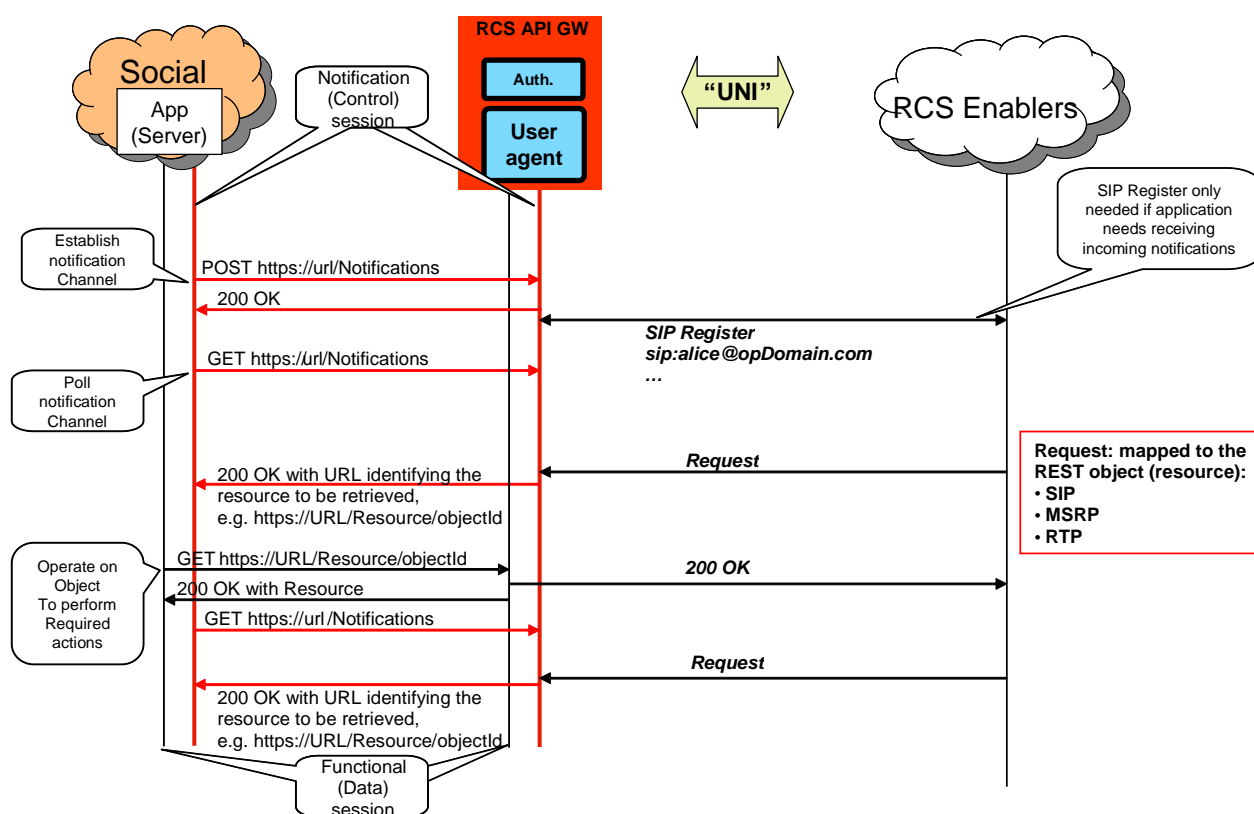 RCS API GW
Social
App
(Server)
Notification
(Control)
session
Auth.
User
agent
“UNI”
RCS Enablers
SIP Register only
needed if application
needs receiving
incoming notifications
Establish
notification
Channel
POST https://url/Notifications
200 OK
SIP Register
sip:alice@opDomain.com
…
GET https://url/Notifications
Poll
notification
Channel
Request
200 OK with URL identifying the
resource to be retrieved,
e.g. https://URL/Resource/objectId
Request: mapped to the
REST object (resource):
• SIP
• MSRP
• RTP
Operate on
Object
To perform
Required
actions
GET https://URL/Resource/objectId
200 OK
200 OK with Resource
GET https://url/Notifications
Request
200 OK with URL identifying the
resource to be retrieved,
e.g. https://URL/Resource/objectId
Functional
(Data)
session